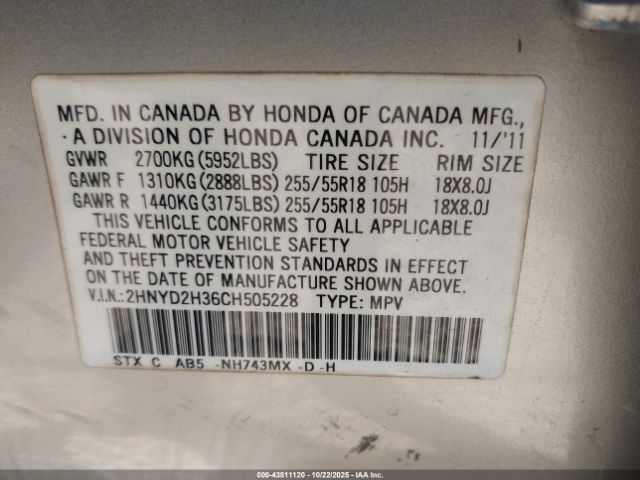 MFD. IN CANADA BY HONDA OF CANADA MFG.,
A DIVISION OF HONDA CANADA INC. 11/'11
GVWR 2700KG(5952LBS) TIRE SIZE RIM SIZE
GAWR F 1310KG(2888LBS) 255/55R18 105H 18X8.0J
GAWR R 1440KG(3175LBS) 255/55R18 105H 18X8.0J
THIS VEHICLE CONFORMS TO ALL APPLICABLE
FEDERAL MOTOR VEHICLE SAFETY
AND THEFT PREVENTION STANDARDS IN EFFECT
ON THE DATE OF MANUFACTURE SHOWN ABOVE.
V.I.N.:2HNYD2H36CH505228 TYPE: MPV
STX C AB5 -NH743MX -D -H
000-43511120 - 10/22/2025 - IAA Inc.